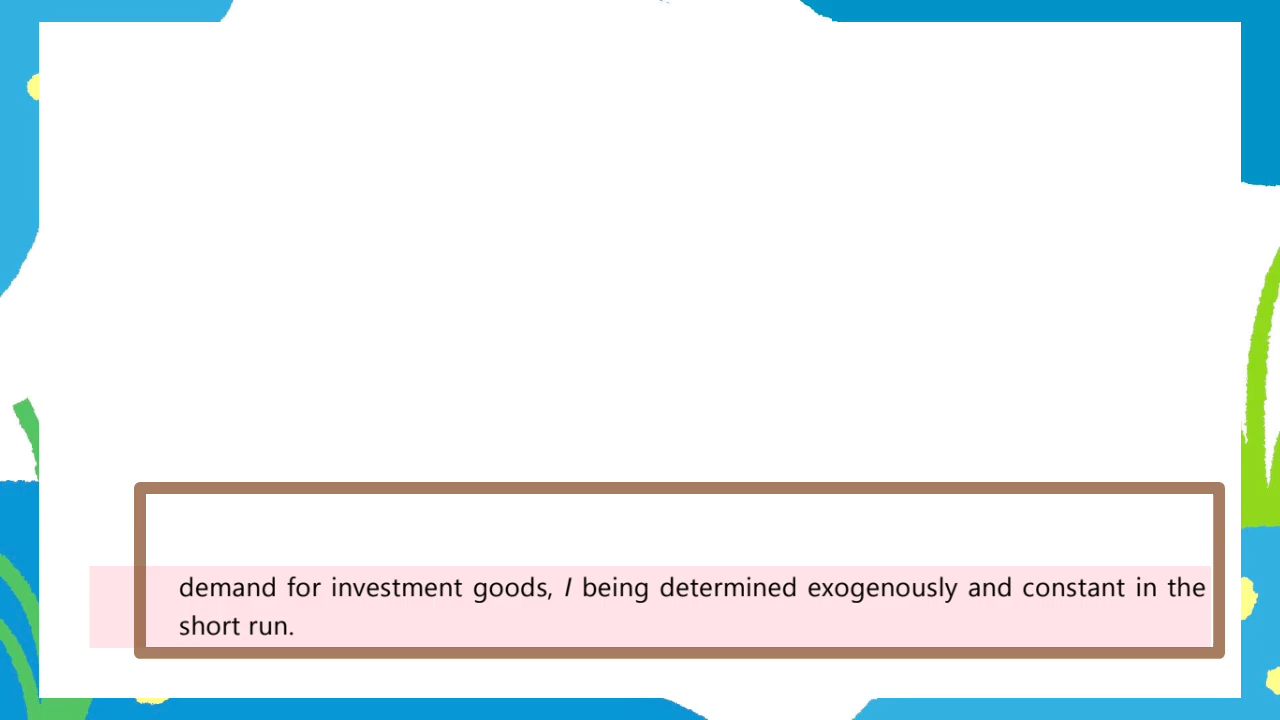 demand for investment goods, I being determined exogenously and constant in the
short run.